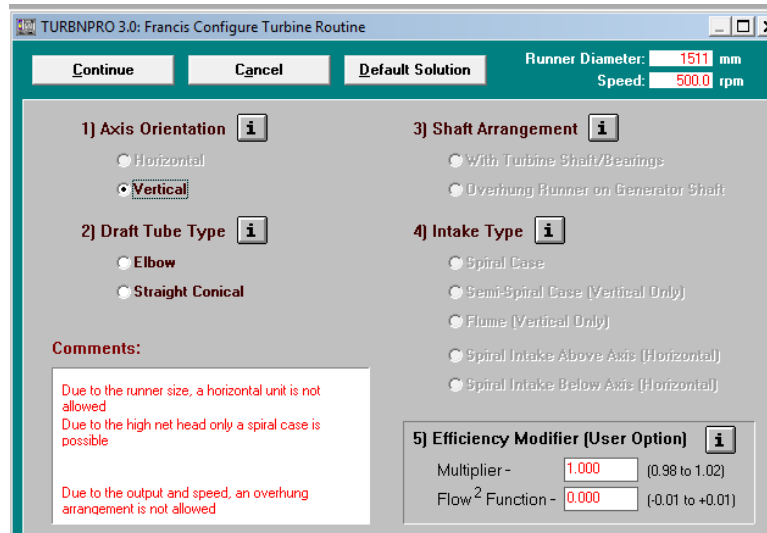 TURBNPRO 3.0: Francis Configure Turbine Routine
Continue
Cancel
Default Solution
Runner Diameter: 1511 mm
Speed: 500.0 rpm
1) Axis Orientation i
Horizontal
Vertical
2) Draft Tube Type i
Elbow
Straight Conical
Comments:
Due to the runner size, a horizontal unit is not
allowed
Due to the high net head only a spiral case is
possible
Due to the output and speed, an overhung
arrangement is not allowed
3) Shaft Arrangement i
With Turbine Shaft/Bearings
Overhung Runner on Generator Shaft
4) Intake Type i
Spiral Case
Semi-Spiral Case (Vertical Only)
Flume (Vertical Only)
Spiral Intake Above Axis (Horizontal)
Spiral Intake Below Axis (Horizontal)
5) Efficiency Modifier (User Option) i
Multiplier - 1.000 (0.98 to 1.02)
Flow² Function - 0.000 (-0.01 to +0.01)